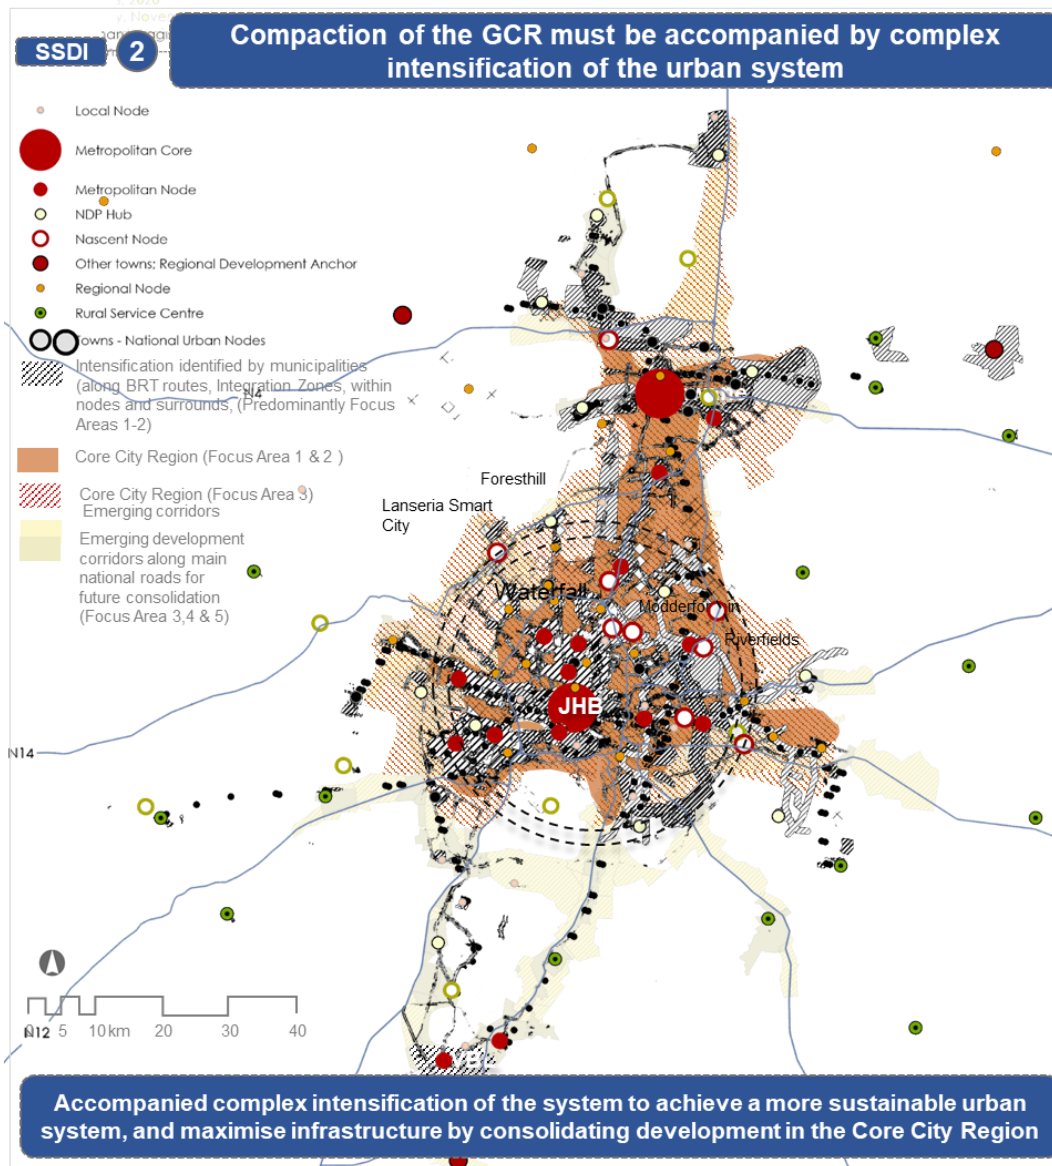 , 2020
y, Nove
SSDI
2
Compaction of the GCR must be accompanied by complex
intensification of the urban system
Local Node
Metropolitan Core
Metropolitan Node
NDP Hub
Nascent Node
Other towns; Regional Development Anchor
Regional Node
Rural Service Centre
Towns - National Urban Nodes
Intensification identified by municipalities
(along BRT routes, Integration Zones, within
nodes and surrounds, (Predominantly Focus
Areas 1-2)
N4
Core City Region (Focus Area 1 & 2 )
Core City Region (Focus Area 3)
Emerging corridors
Emerging development
corridors along main
national roads for
future consolidation
(Focus Area 3,4 & 5)
Foresthill
Lanseria Smart
City
Waterfall
Riverfields
JHB
N14
0 5 10 km 20 30 40
N12
Accompanied complex intensification of the system to achieve a more sustainable urban
system, and maximise infrastructure by consolidating development in the Core City Region